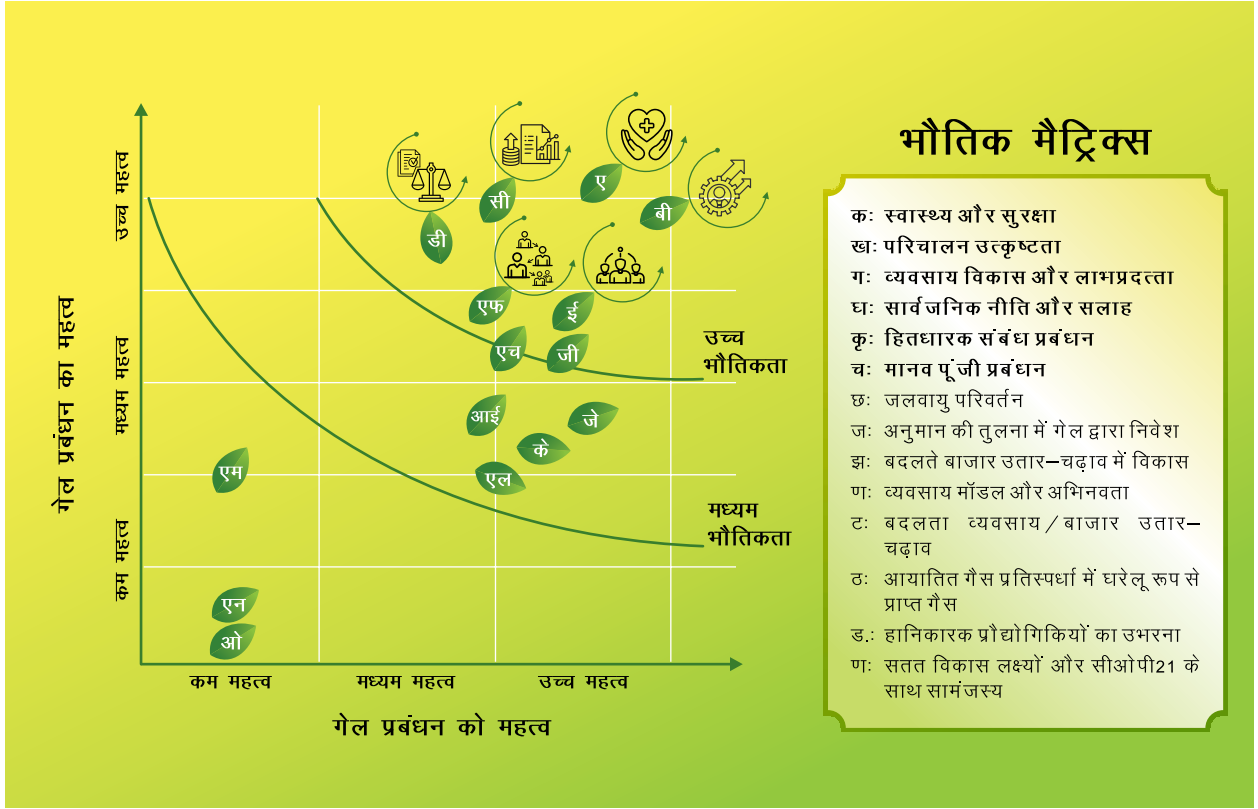 भौतिक मैट्रिक्स
कः स्वास्थ्य और सुरक्षा
खः परिचालन उत्कृष्टता
गः व्यवसाय विकास और लाभप्रदत्ता
धः सार्वजनिक नीति और सलाह
कृः हितधारक संबंध प्रबंधन
चः मानव पूंजी प्रबंधन
छः जलवायु परिवर्तन
जः अनुमान की तुलना में गेल द्वारा निवेश
झः बदलते बाजार उतार–चढ़ाव में विकास
णः व्यवसाय मॉडल और अभिनवता
टः बदलता व्यवसाय / बाजार उतार–
चढ़ाव
ठः आयातित गैस प्रतिस्पर्धा में घरेलू रूप से
प्राप्त गैस
ड.ः हानिकारक प्रौद्योगिकियों का उभरना
णः सतत विकास लक्ष्यों और सीओपी21 के
साथ सामंजस्य
गेल प्रबंधन का महत्व
उच्च महत्व
मध्यम महत्व
कम महत्व
ए
सी
बी
डी
एफ
ई
एच
जी
उच्च
भौतिकता
आई
जे
के
एम
एल
मध्यम
भौतिकता
एन
ओ
कम महत्व
मध्यम महत्व
उच्च महत्व
गेल प्रबंधन को महत्व